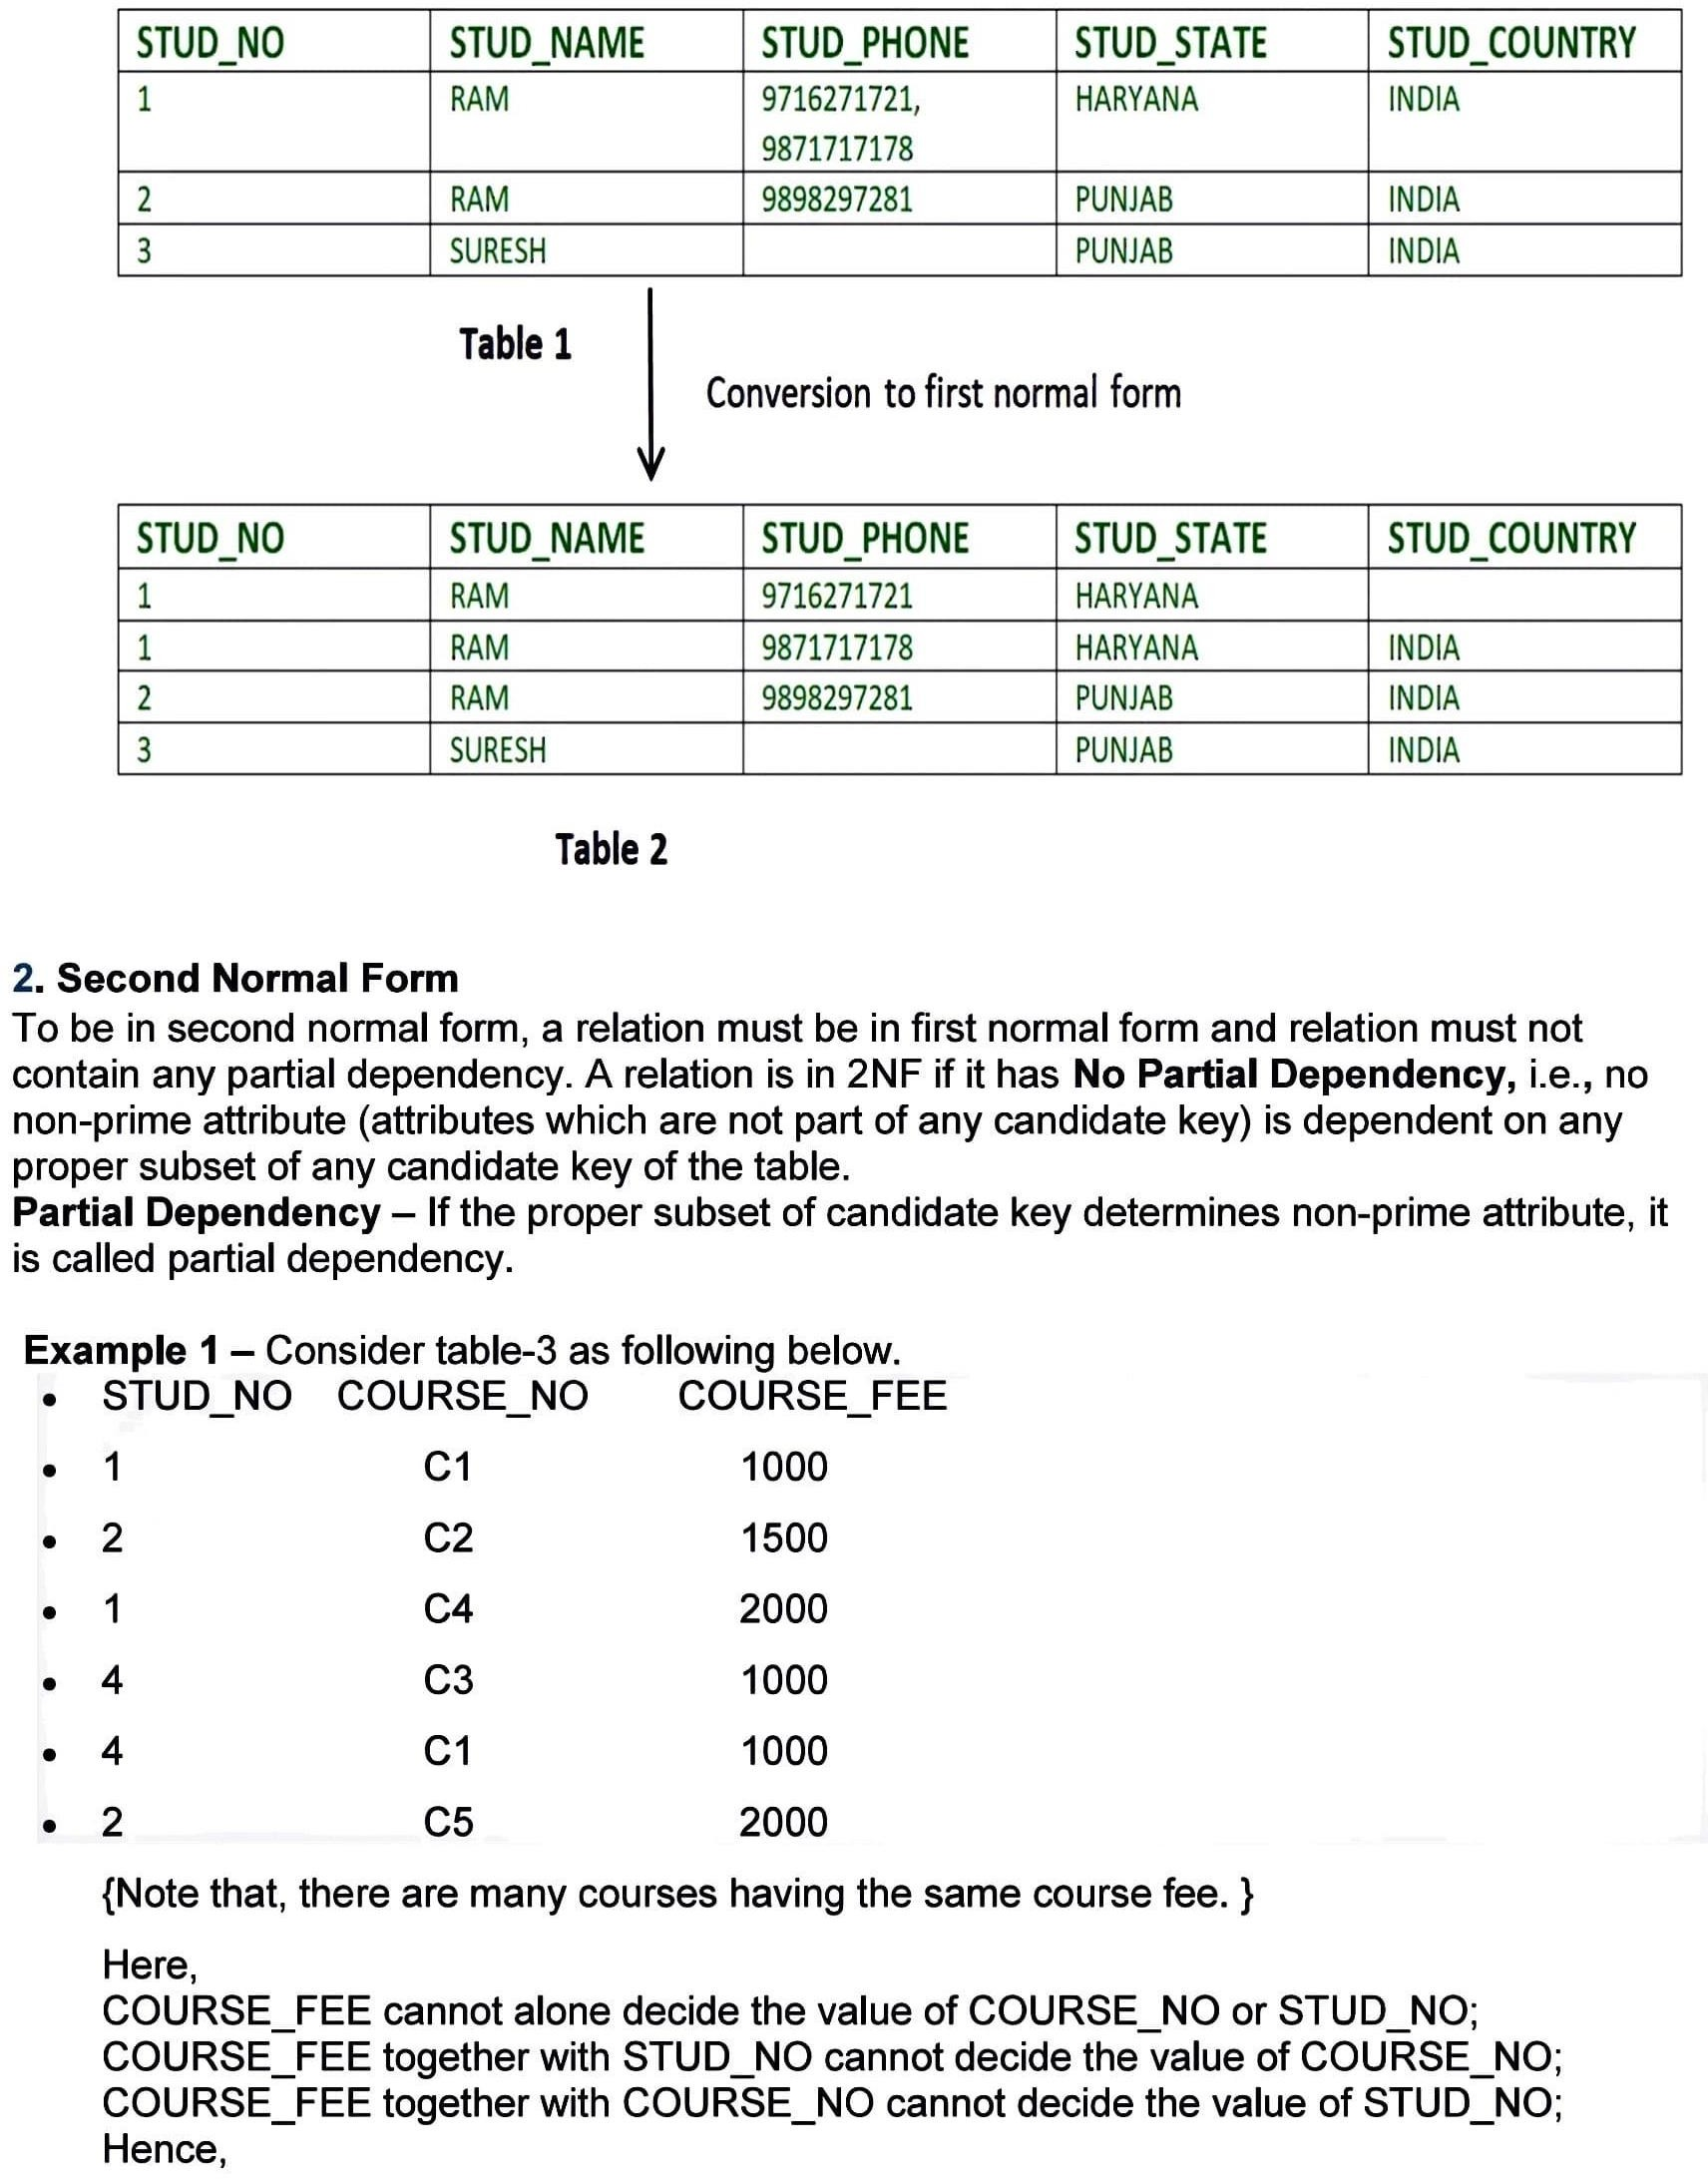 STUD_NO STUD_NAME STUD_PHONE STUD_STATE STUD_COUNTRY
1 RAM 9716271721, HARYANA INDIA
9871717178
2 RAM 9898297281 PUNJAB INDIA
3 SURESH PUNJAB INDIA
Table 1
Conversion to first normal form
STUD_NO STUD_NAME STUD_PHONE STUD_STATE STUD_COUNTRY
1 RAM 9716271721 HARYANA
1 RAM 9871717178 HARYANA INDIA
2 RAM 9898297281 PUNJAB INDIA
3 SURESH PUNJAB INDIA
Table 2
2. Second Normal Form
To be in second normal form, a relation must be in first normal form and relation must not
contain any partial dependency. A relation is in 2NF if it has No Partial Dependency, i.e., no
non-prime attribute (attributes which are not part of any candidate key) is dependent on any
proper subset of any candidate key of the table.
Partial Dependency – If the proper subset of candidate key determines non-prime attribute, it
is called partial dependency.
Example 1 – Consider table-3 as following below.
• STUD_NO COURSE_NO COURSE_FEE
• 1 C1 1000
• 2 C2 1500
• 1 C4 2000
• 4 C3 1000
• 4 C1 1000
• 2 C5 2000
{Note that, there are many courses having the same course fee. }
Here,
COURSE_FEE cannot alone decide the value of COURSE_NO or STUD_NO;
COURSE_FEE together with STUD_NO cannot decide the value of COURSE_NO;
COURSE_FEE together with COURSE_NO cannot decide the value of STUD_NO;
Hence,